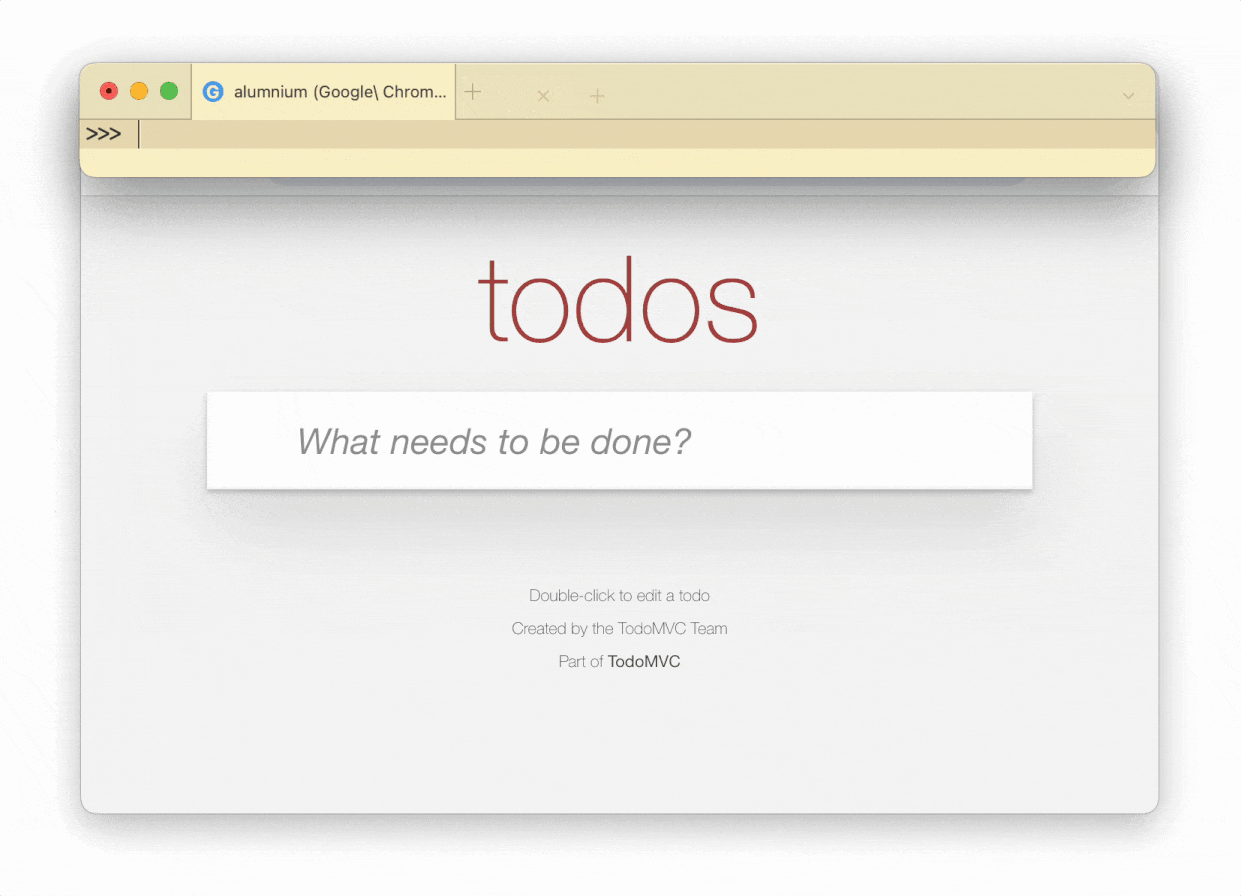 alumnium (Google\ Chrom...
>>>
todos
What needs to be done?
Double-click to edit a todo
Created by the TodoMVC Team
Part of TodoMVC